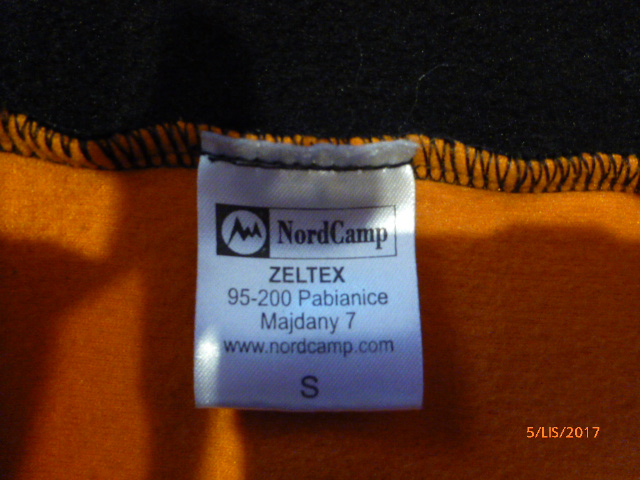 NordCamp
ZELTEX
95-200 Pabianice
Majdany 7
www.nordcamp.com
S
5/LIS/2017